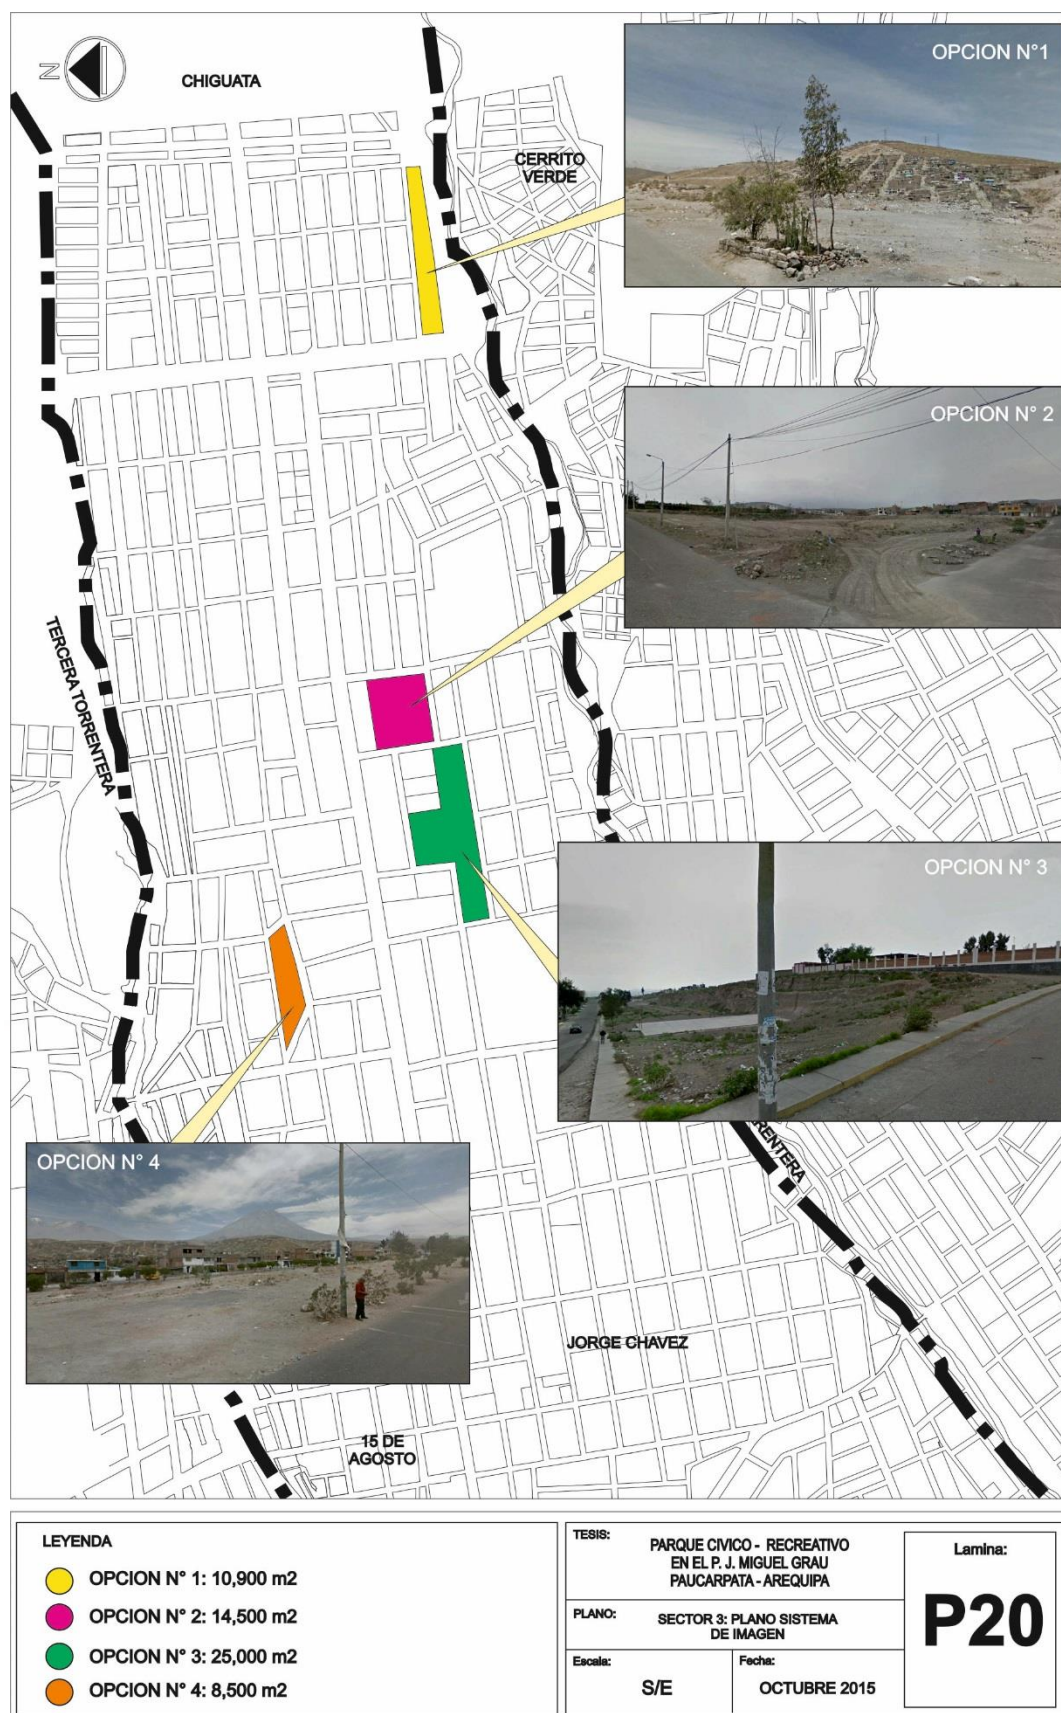 N
CHIGUATA
OPCION N°1
CERRITO
VERDE
OPCION N° 2
TERCERA TORRENTERA
OPCION N° 3
RRENTERA
OPCION N° 4
JORGE CHAVEZ
15 DE
AGOSTO
LEYENDA
OPCION N° 1: 10,900 m2
OPCION N° 2: 14,500 m2
OPCION N° 3: 25,000 m2
OPCION N° 4: 8,500 m2
TESIS:
PARQUE CIVICO - RECREATIVO
EN EL P. J. MIGUEL GRAU
PAUCARPATA - AREQUIPA
PLANO:
SECTOR 3: PLANO SISTEMA
DE IMAGEN
Escala:
S/E
Fecha:
OCTUBRE 2015
Lamina:
P20